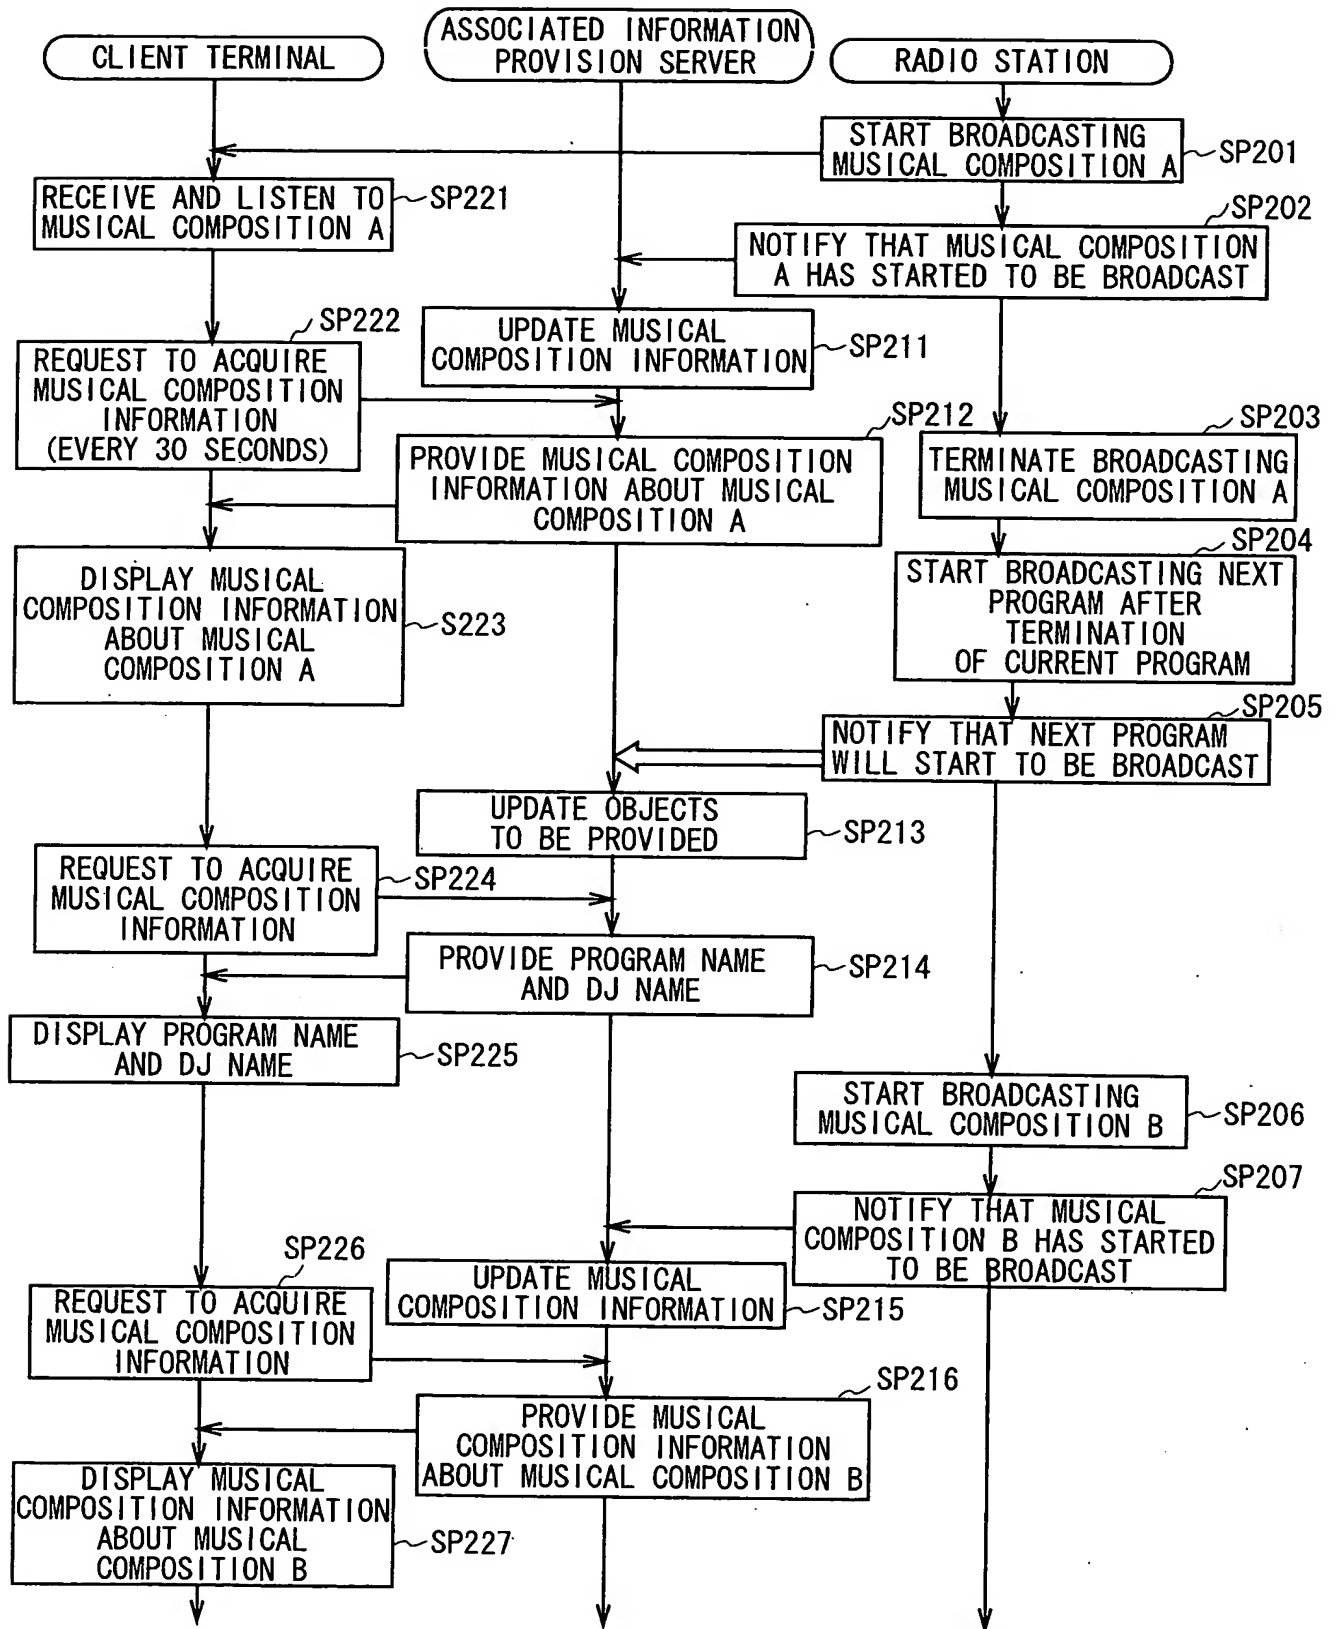 CLIENT TERMINAL
ASSOCIATED INFORMATION
PROVISION SERVER
RADIO STATION
START BROADCASTING
MUSICAL COMPOSITION A
SP201
RECEIVE AND LISTEN TO
MUSICAL COMPOSITION A
SP221
SP202
NOTIFY THAT MUSICAL COMPOSITION
A HAS STARTED TO BE BROADCAST
SP222
REQUEST TO ACQUIRE
MUSICAL COMPOSITION
INFORMATION
(EVERY 30 SECONDS)
UPDATE MUSICAL
COMPOSITION INFORMATION
SP211
SP212
PROVIDE MUSICAL COMPOSITION
INFORMATION ABOUT MUSICAL
COMPOSITION A
SP203
TERMINATE BROADCASTING
MUSICAL COMPOSITION A
SP204
START BROADCASTING NEXT
PROGRAM AFTER
TERMINATION
OF CURRENT PROGRAM
DISPLAY MUSICAL
COMPOSITION INFORMATION
ABOUT MUSICAL
COMPOSITION A
S223
SP205
NOTIFY THAT NEXT PROGRAM
WILL START TO BE BROADCAST
UPDATE OBJECTS
TO BE PROVIDED
SP213
REQUEST TO ACQUIRE
MUSICAL COMPOSITION
INFORMATION
SP224
PROVIDE PROGRAM NAME
AND DJ NAME
SP214
DISPLAY PROGRAM NAME
AND DJ NAME
SP225
START BROADCASTING
MUSICAL COMPOSITION B
SP206
SP207
NOTIFY THAT MUSICAL
COMPOSITION B HAS STARTED
TO BE BROADCAST
SP226
REQUEST TO ACQUIRE
MUSICAL COMPOSITION
INFORMATION
UPDATE MUSICAL
COMPOSITION INFORMATION
SP215
SP216
PROVIDE MUSICAL
COMPOSITION INFORMATION
ABOUT MUSICAL COMPOSITION B
DISPLAY MUSICAL
COMPOSITION INFORMATION
ABOUT MUSICAL
COMPOSITION B
SP227